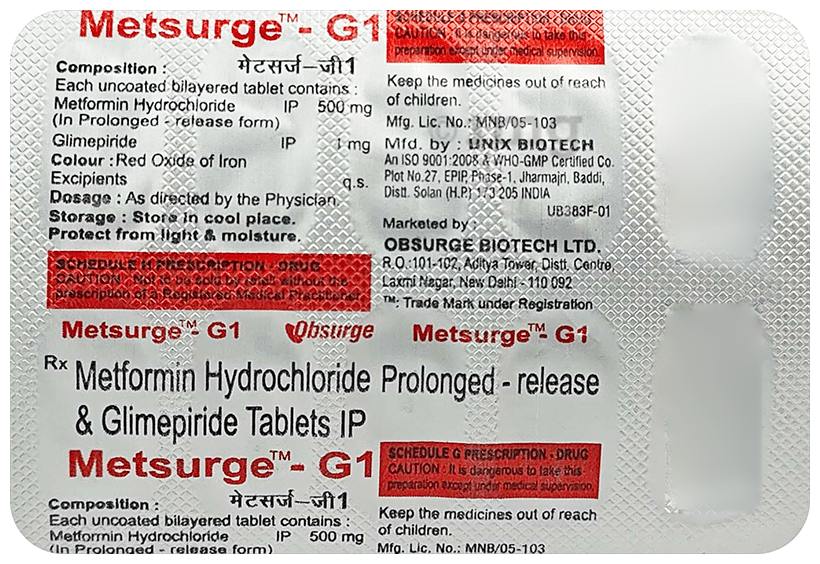 Metsurge™- G1
मेटसर्ज-जी1
Composition :
Each uncoated bilayered tablet contains :
Metformin Hydrochloride IP 500 mg
(In Prolonged - release form)
Glimepiride IP 1 mg
Colour : Red Oxide of Iron
Excipients q.s.
Dosage : As directed by the Physician.
Storage : Store in cool place.
Protect from light & moisture.
SCHEDULE H PRESCRIPTION - DRUG
CAUTION : Not to be sold by retail without the
prescription of a Registered Medical Practitioner.
SCHEDULE G PRESCRIPTION - DRUG
CAUTION : It is dangerous to take this
preparation except under medical supervision.
Keep the medicines out of reach
of children.
Mfg. Lic. No.: MNB/05-103
Mfd. by : UNIX BIOTECH
An ISO 9001:2008 & WHO-GMP Certified Co.
Plot No.27, EPIP, Phase-1, Jharmajri, Baddi,
Distt. Solan (H.P.) 173 205 INDIA
UB383F-01
Marketed by :
OBSURGE BIOTECH LTD.
R.O.:101-102, Aditya Tower, Distt. Centre,
Laxmi Nagar, New Delhi - 110 092
™: Trade Mark under Registration
Metsurge™- G1 Obsurge Metsurge™- G1
Rx Metformin Hydrochloride Prolonged - release
& Glimepiride Tablets IP
Metsurge™- G1
मेटसर्ज-जी1
Composition :
Each uncoated bilayered tablet contains :
Metformin Hydrochloride IP 500 mg
(In Prolonged - release form)
SCHEDULE G PRESCRIPTION - DRUG
CAUTION : It is dangerous to take this
preparation except under medical supervision.
Keep the medicines out of reach
of children.
Mfg. Lic. No.: MNB/05-103